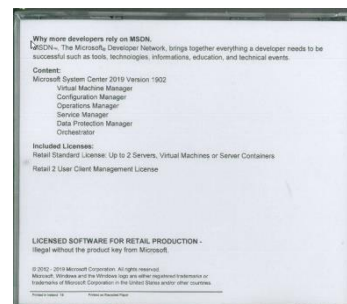 Why more developers rely on MSDN.
MSDN™. The Microsoft® Developer Network, brings together everything a developer needs to be
successful such as tools, technologies, informations, education, and technical events.
Content:
Microsoft System Center 2019 Version 1902
Virtual Machine Manager
Configuration Manager
Operations Manager
Service Manager
Data Protection Manager
Orchestrator
Included Licenses:
Retail Standard License: Up to 2 Servers, Virtual Machines or Server Containers
Retail 2 User Client Management License
LICENSED SOFTWARE FOR RETAIL PRODUCTION -
Illegal without the product key from Microsoft.
© 2012 - 2019 Microsoft Corporation. All rights reserved.
Microsoft, Windows and the Windows logo are either registered trademarks or
trademarks of Microsoft Corporation in the United States and/or other countries.